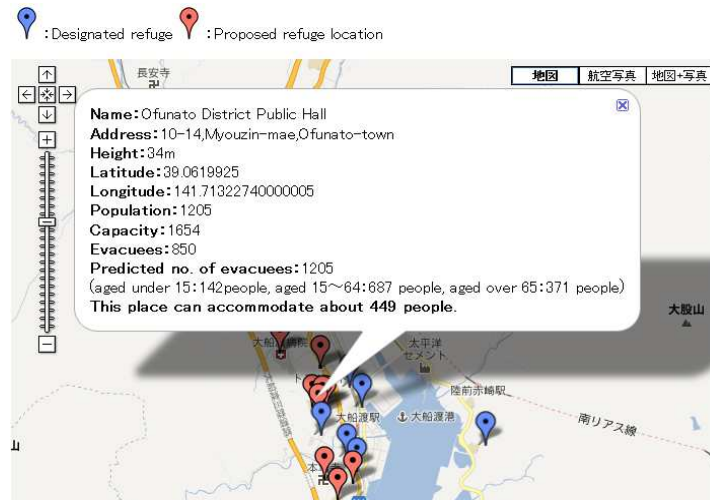 :Designated refuge :Proposed refuge location
長安寺
卍
地図 航空写真 地図+写真
Name:Ofunato District Public Hall
Address:10-14,Myouzin-mae,Ofunato-town
Height:34m
Latitude:39.0619925
Longitude:141.71322740000005
Population:1205
Capacity:1654
Evacuees:850
Predicted no. of evacuees:1205
(aged under 15:142people, aged 15～64:687 people, aged over 65:371 people)
This place can accommodate about 449 people.
大股山
太平洋
セメント
陸前赤崎駅
大船渡駅 大船渡港
南リアス線
山
卍